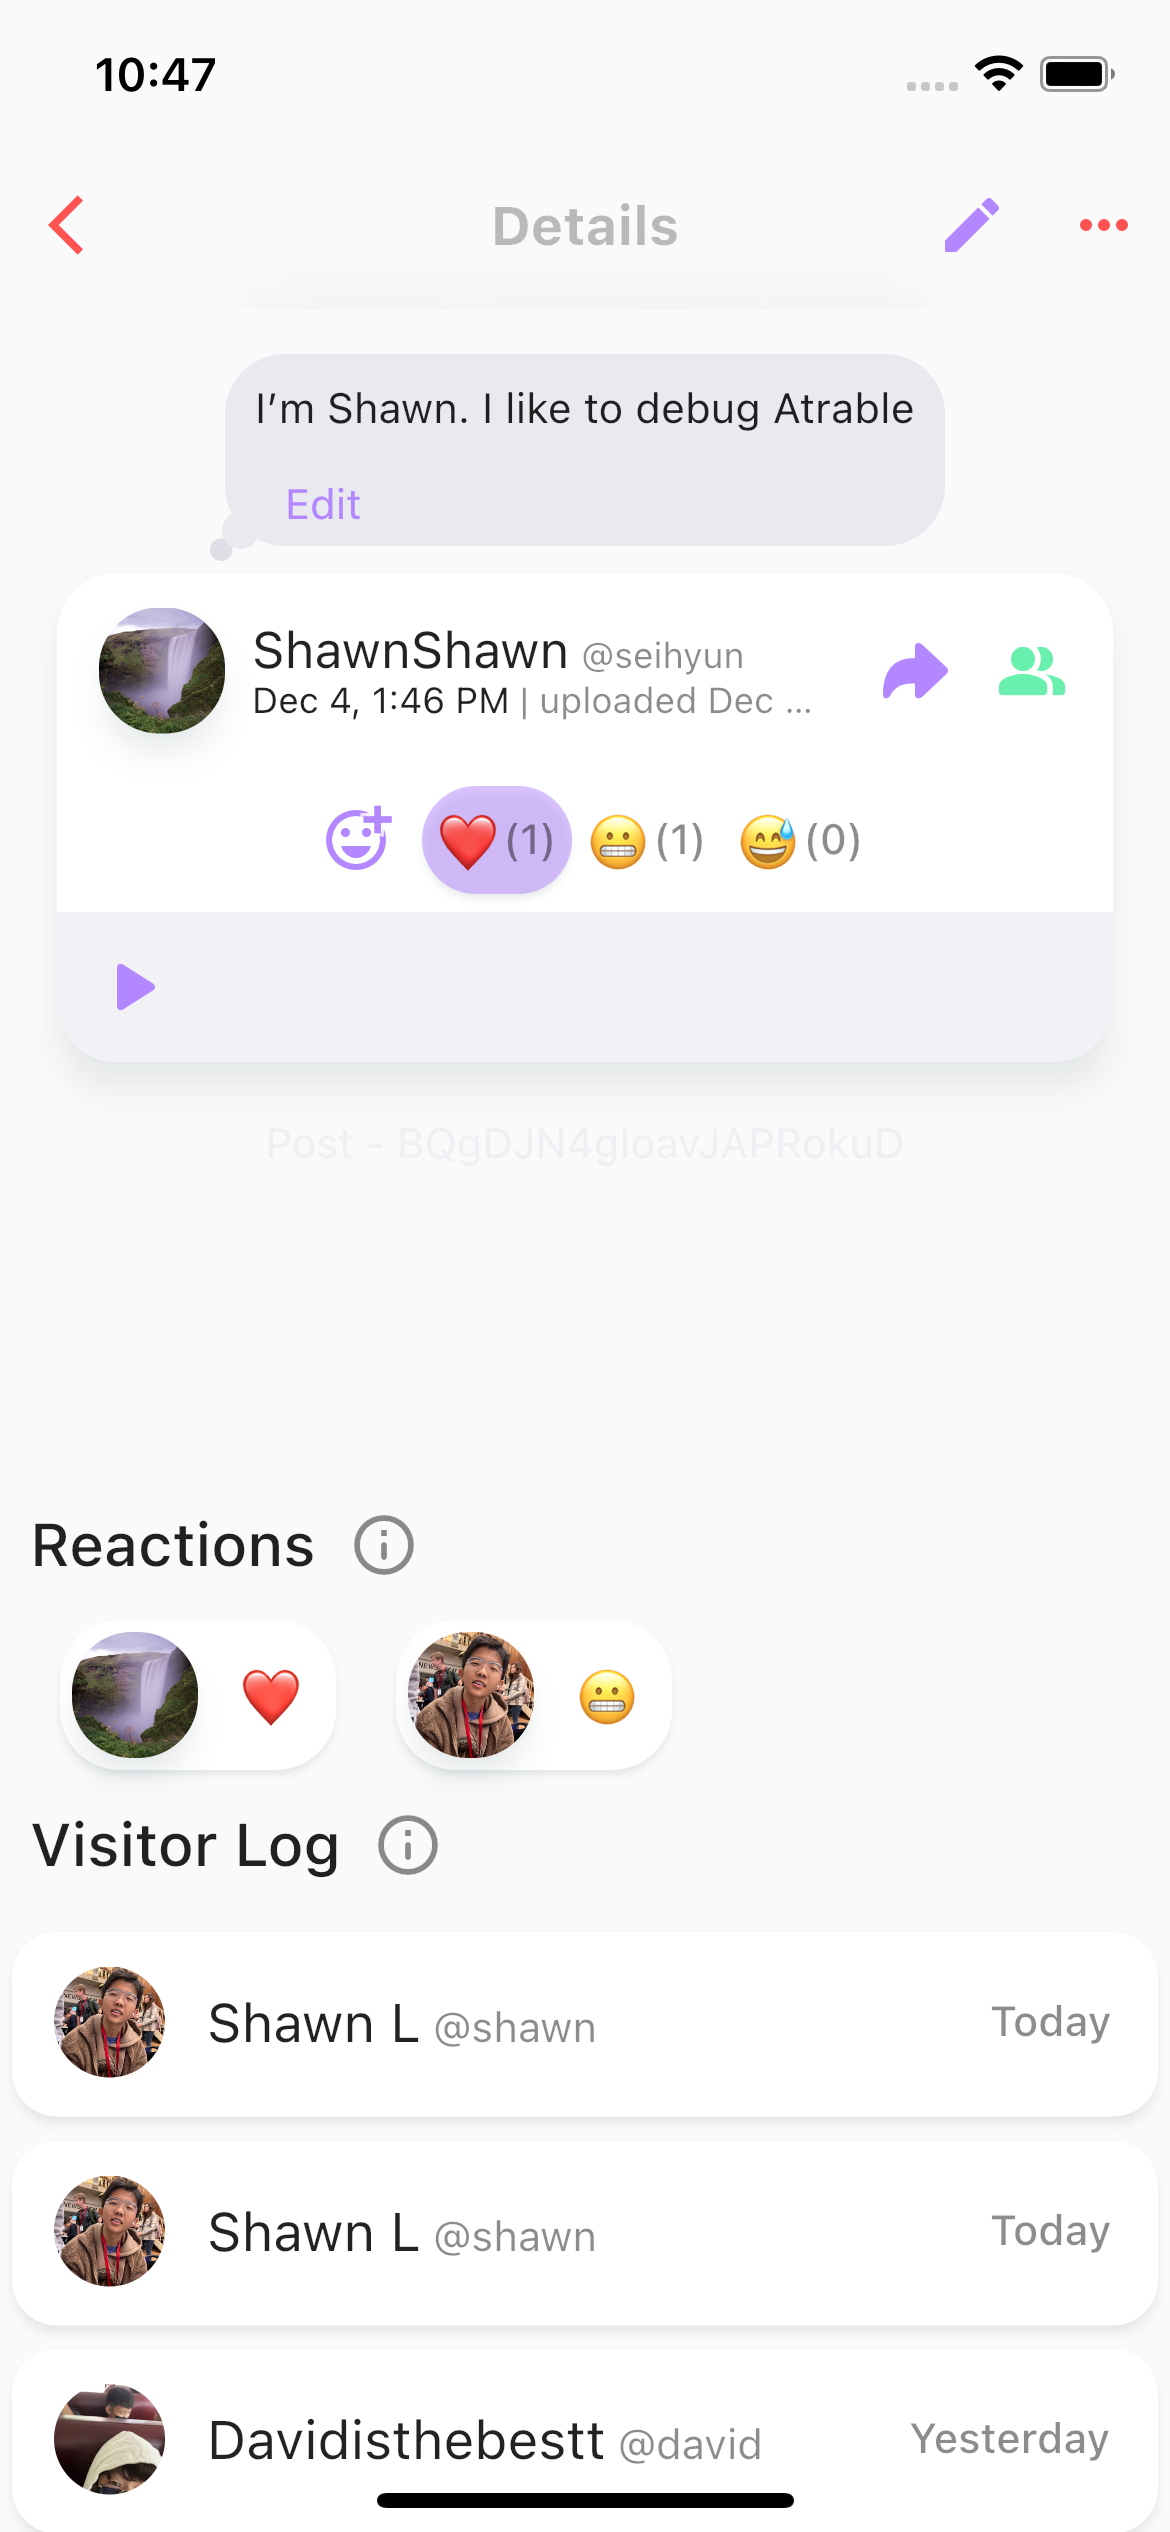 10:47
Details
I’m Shawn. I like to debug Atrable
Edit
ShawnShawn @seihyun
Dec 4, 1:46 PM | uploaded Dec ...
(1) (1) (0)
Post - BQgDJN4gloavJAPRokuD
Reactions
Visitor Log
Shawn L @shawn Today
Shawn L @shawn Today
Davidisthebestt @david Yesterday